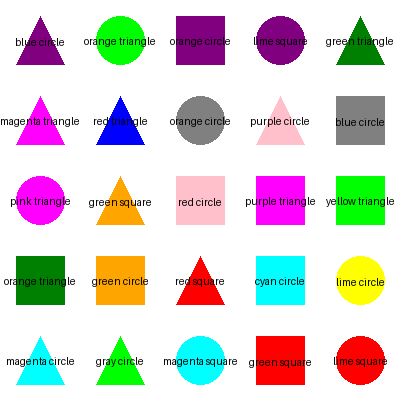 blue circle orange triangle orange circle lime square green triangle
magenta triangle red triangle orange circle purple circle blue circle
pink triangle green square red circle purple triangle yellow triangle
orange triangle green circle red square cyan circle lime circle
magenta circle gray circle magenta square green square lime square